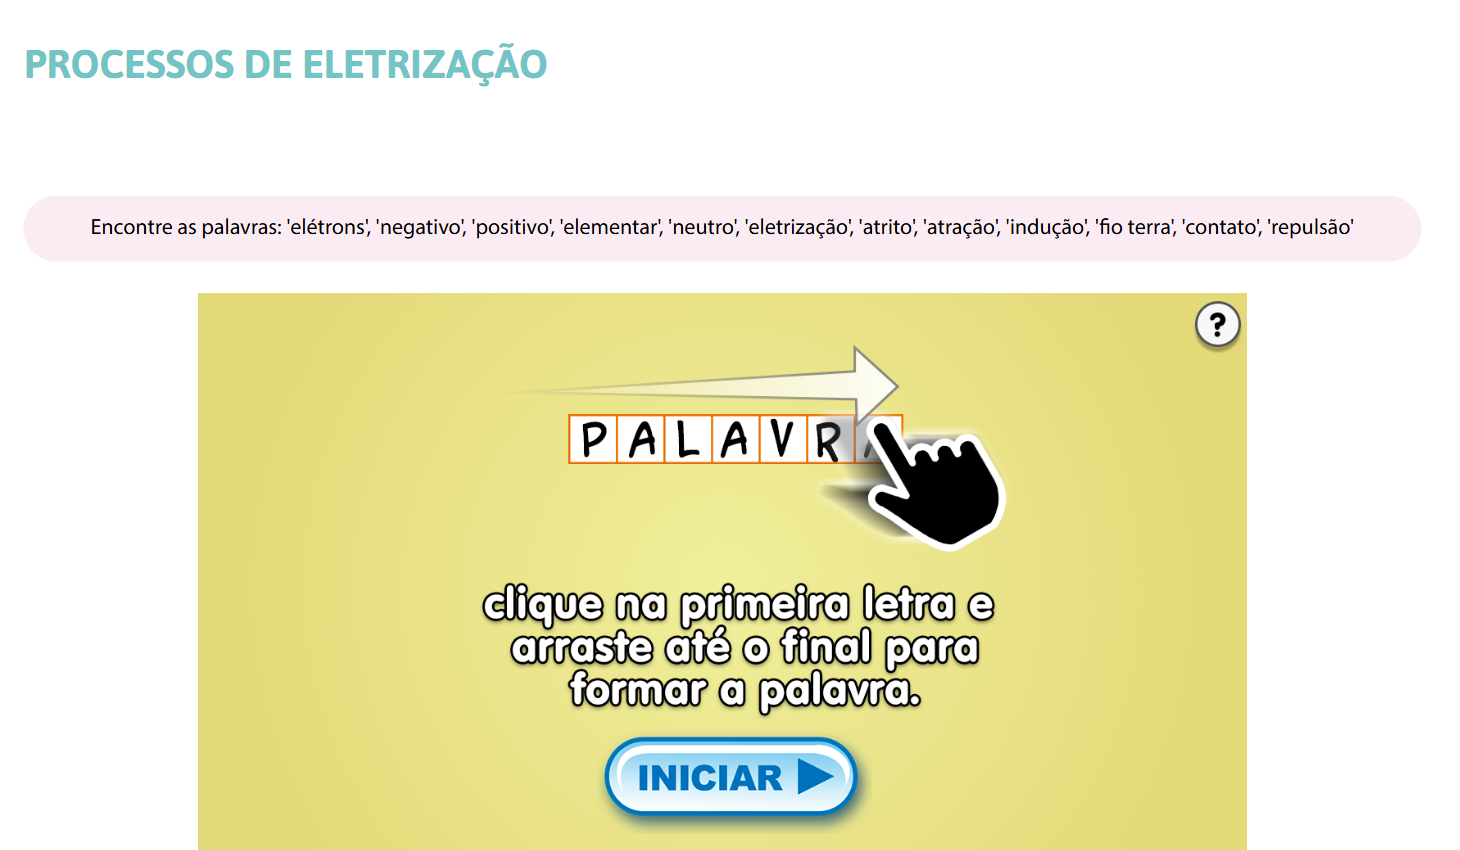 PROCESSOS DE ELETRIZAÇÃO
Encontre as palavras: 'elétrons', 'negativo', 'positivo', 'elementar', 'neutro', 'eletrização', 'atrito', 'atração', 'indução', 'fio terra', 'contato', 'repulsão'
?
PALAVRA
clique na primeira letra e
arraste até o final para
formar a palavra.
INICIAR